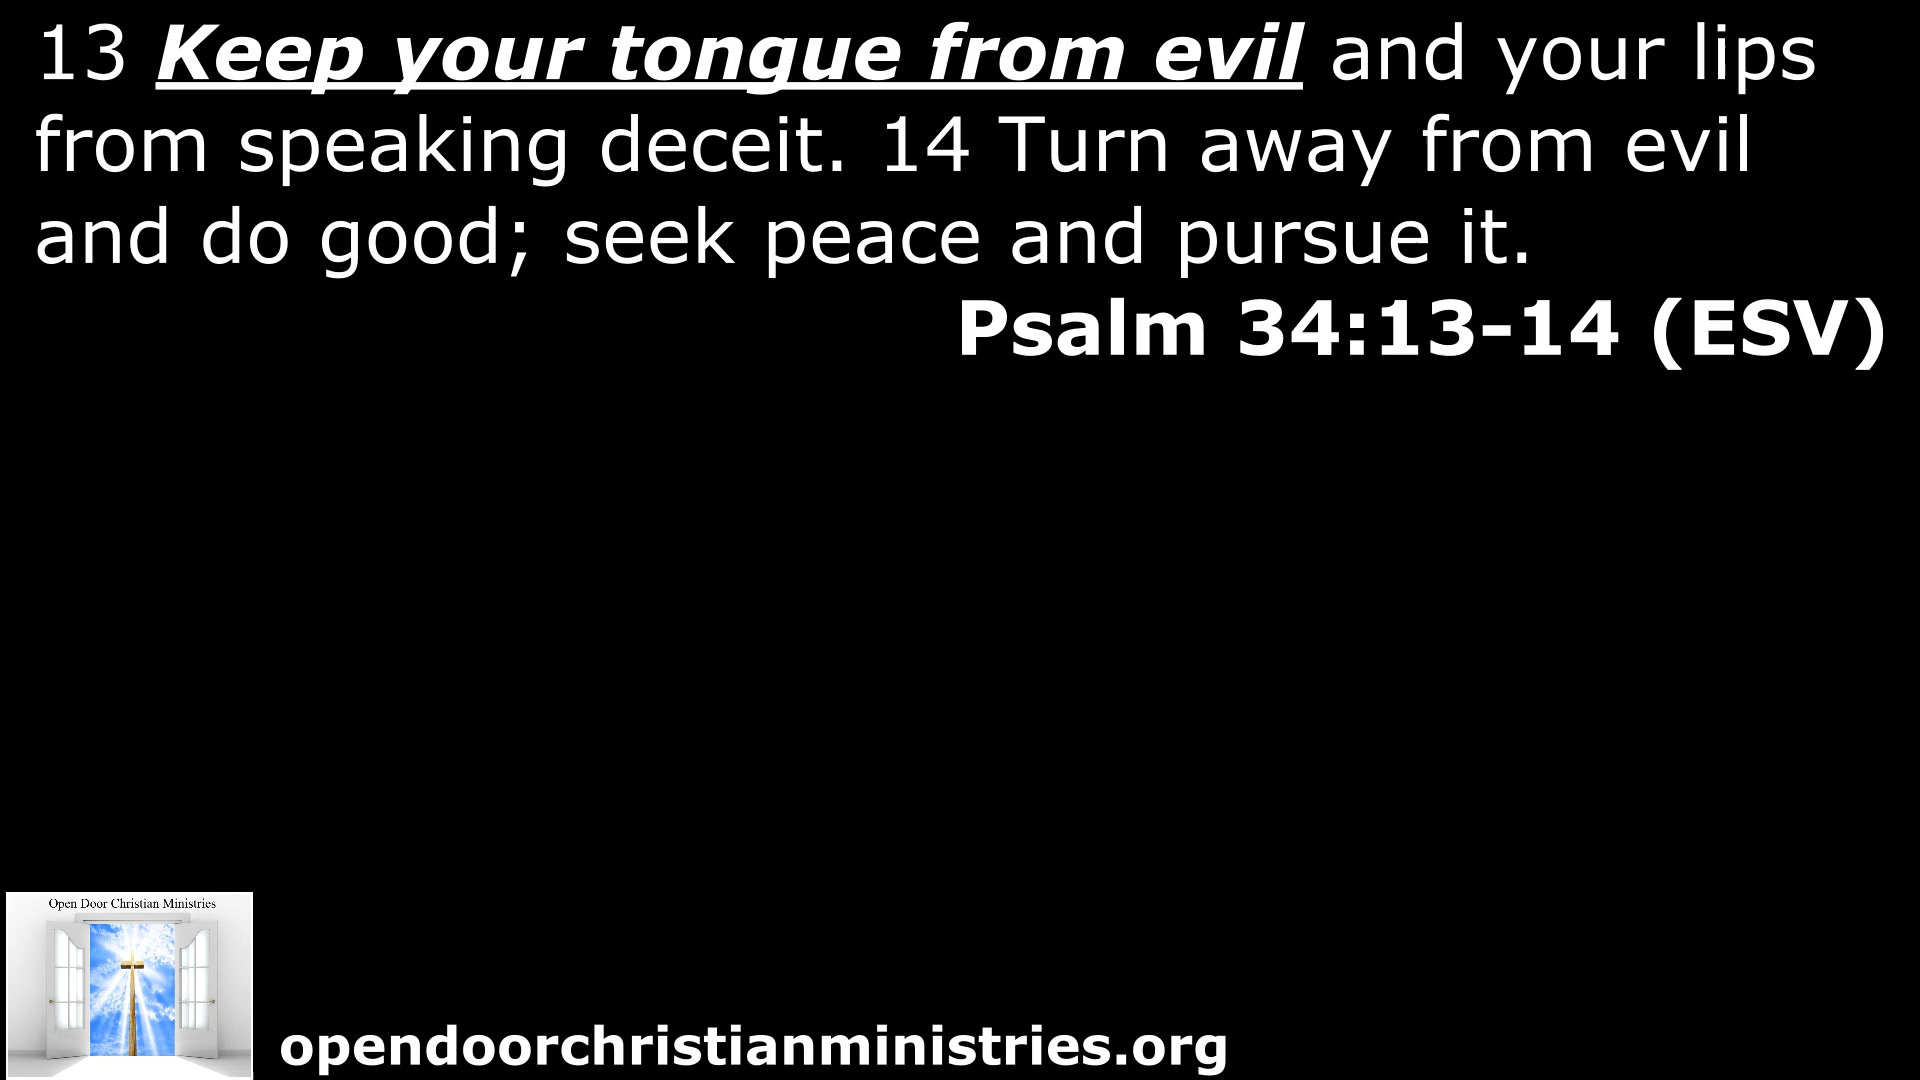 13 Keep your tongue from evil and your lips
from speaking deceit. 14 Turn away from evil
and do good; seek peace and pursue it.
Psalm 34:13-14 (ESV)
Open Door Christian Ministries
opendoorchristianministries.org